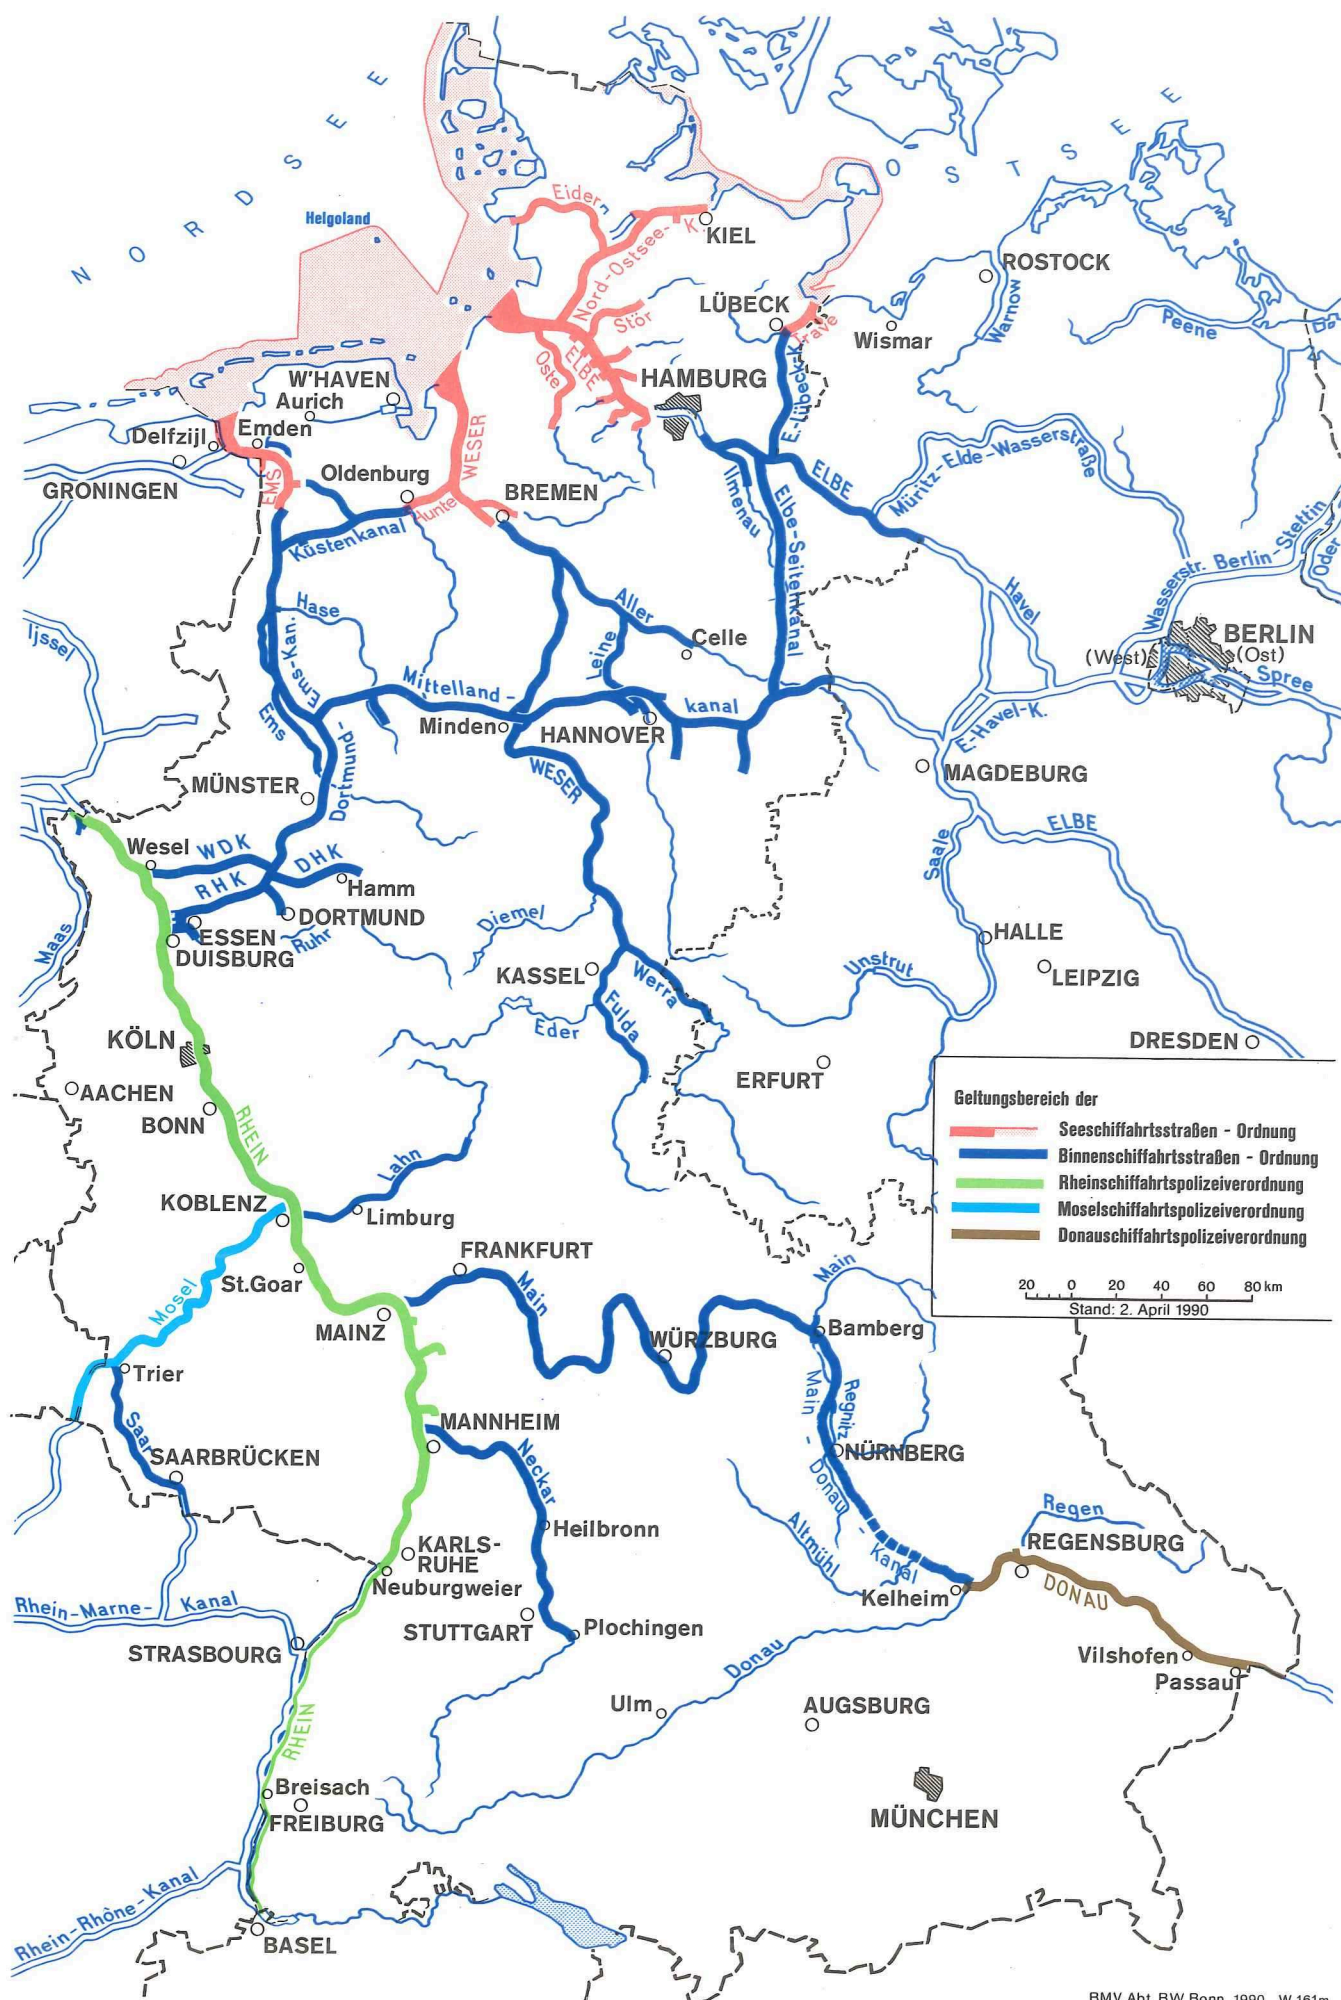 NORDSEE
OSTSEE
Helgoland
Eider
Nord-Ostsee-K.
KIEL
ROSTOCK
Warnow
LÜBECK
Trave
Wismar
Peene
Stör
Oste
ELBE
HAMBURG
E.-Lübeck-K.
W'HAVEN
Aurich
Emden
Delfzijl
GRONINGEN
EMS
Oldenburg
WESER
Hunte
BREMEN
Küstenkanal
Ilmenau
ELBE
Müritz-Elde-Wasserstraße
Elbe-Seitenkanal
Wasserstr. Berlin-Stettin
Oder
Havel
Ijssel
Hase
Ems-Kan.
Aller
Leine
Celle
BERLIN
(West)
(Ost)
Spree
Ems
Mittelland-
kanal
Minden
HANNOVER
E-Havel-K.
Dortmund-
WESER
MÜNSTER
MAGDEBURG
ELBE
Saale
Wesel
WDK
DHK
RHK
Hamm
DORTMUND
ESSEN
Ruhr
DUISBURG
Maas
Diemel
HALLE
LEIPZIG
Unstrut
KASSEL
Werra
Fulda
Eder
DRESDEN
KÖLN
AACHEN
BONN
RHEIN
ERFURT
Geltungsbereich der
Seeschiffahrtsstraßen - Ordnung
Binnenschiffahrtsstraßen - Ordnung
Rheinschiffahrtspolizeiverordnung
Moselschiffahrtspolizeiverordnung
Donauschiffahrtspolizeiverordnung
20 0 20 40 60 80 km
Stand: 2. April 1990
Lahn
KOBLENZ
Limburg
St.Goar
FRANKFURT
Main
Main
Mosel
MAINZ
WÜRZBURG
Bamberg
Trier
Regnitz
Main-
MANNHEIM
Saar
SAARBRÜCKEN
Neckar
NÜRNBERG
Donau-
Kanal
Altmühl
Regen
REGENSBURG
Heilbronn
KARLS-
RUHE
Neuburgweier
Kelheim
DONAU
Rhein-Marne-Kanal
STUTTGART
Plochingen
STRASBOURG
Donau
Vilshofen
Passau
Ulm
AUGSBURG
RHEIN
Breisach
FREIBURG
MÜNCHEN
Rhein-Rhône-Kanal
BASEL
BMV Abt. BW Bonn 1990 W 161m